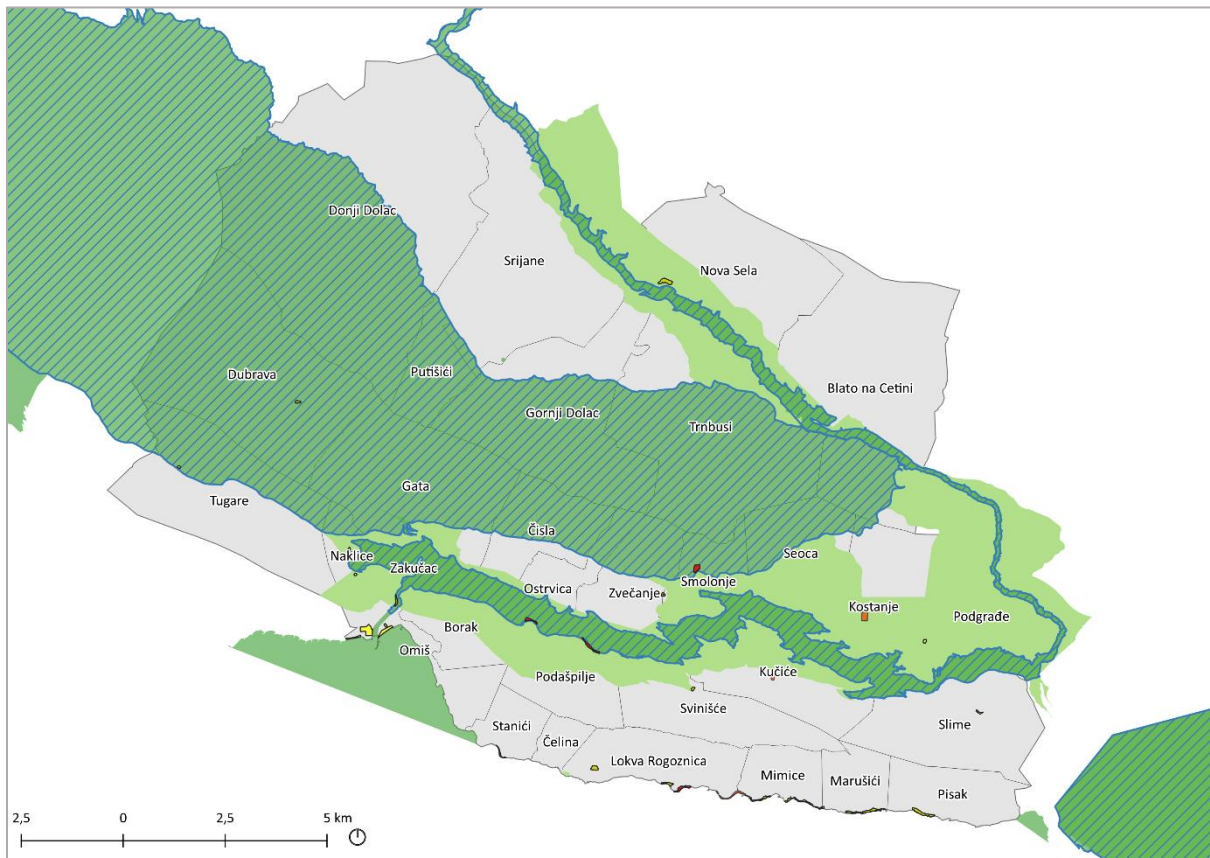 Donji Dolac
Srijane
Nova Sela
Dubrava
Putišići
Blato na Cetini
Gornji Dolac
Trnbusi
Gata
Tugare
Čisla
Naklice
Zakučac
Seoca
Ostrvica
Zvečanje
Smolonje
Kostanje
Podgrađe
Borak
Omiš
Podašpilje
Kučiće
Svinišće
Slime
Stanići
Čelina
Lokva Rogoznica
Mimice
Marušići
Pisak
2,5 0 2,5 5 km